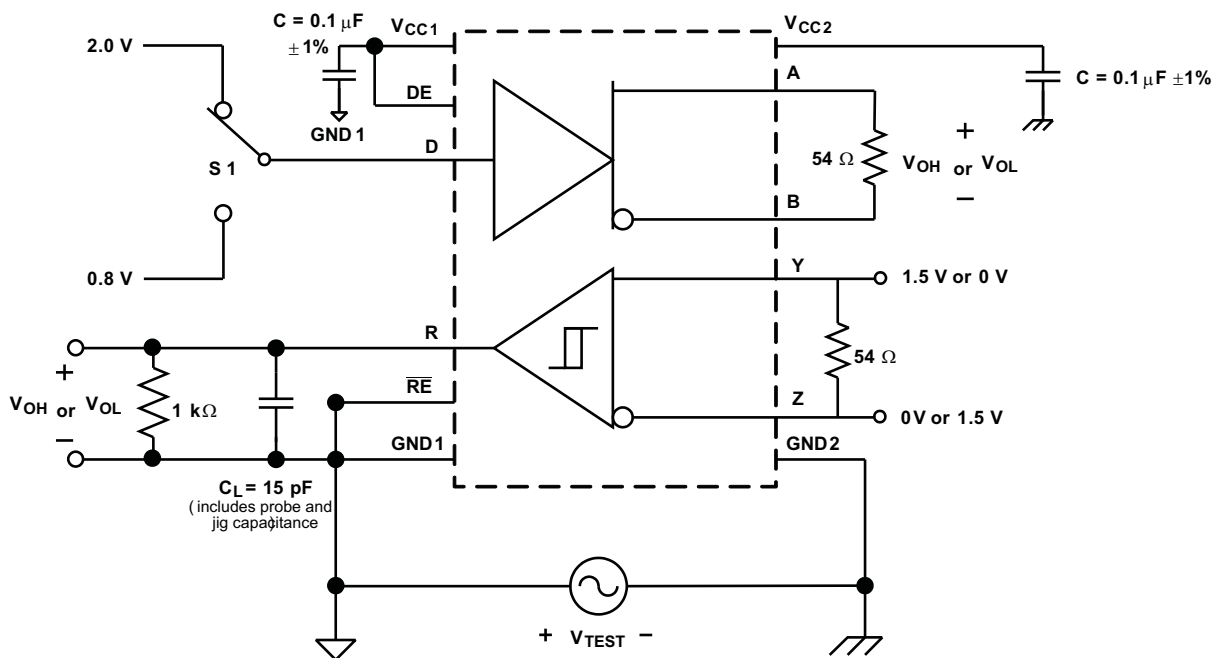 C = 0.1 μF
±1%
2.0 V
VCC1
VCC2
DE
GND 1
A
C = 0.1 μF ±1%
D
S 1
54 Ω
+
VOH or VOL
−
B
0.8 V
Y
1.5 V or 0 V
R
54 Ω
+
VOH or VOL
−
1 kΩ
RE
Z
0V or 1.5 V
GND1
GND2
CL = 15 pF
( includes probe and
jig capacitance)
+ VTEST −